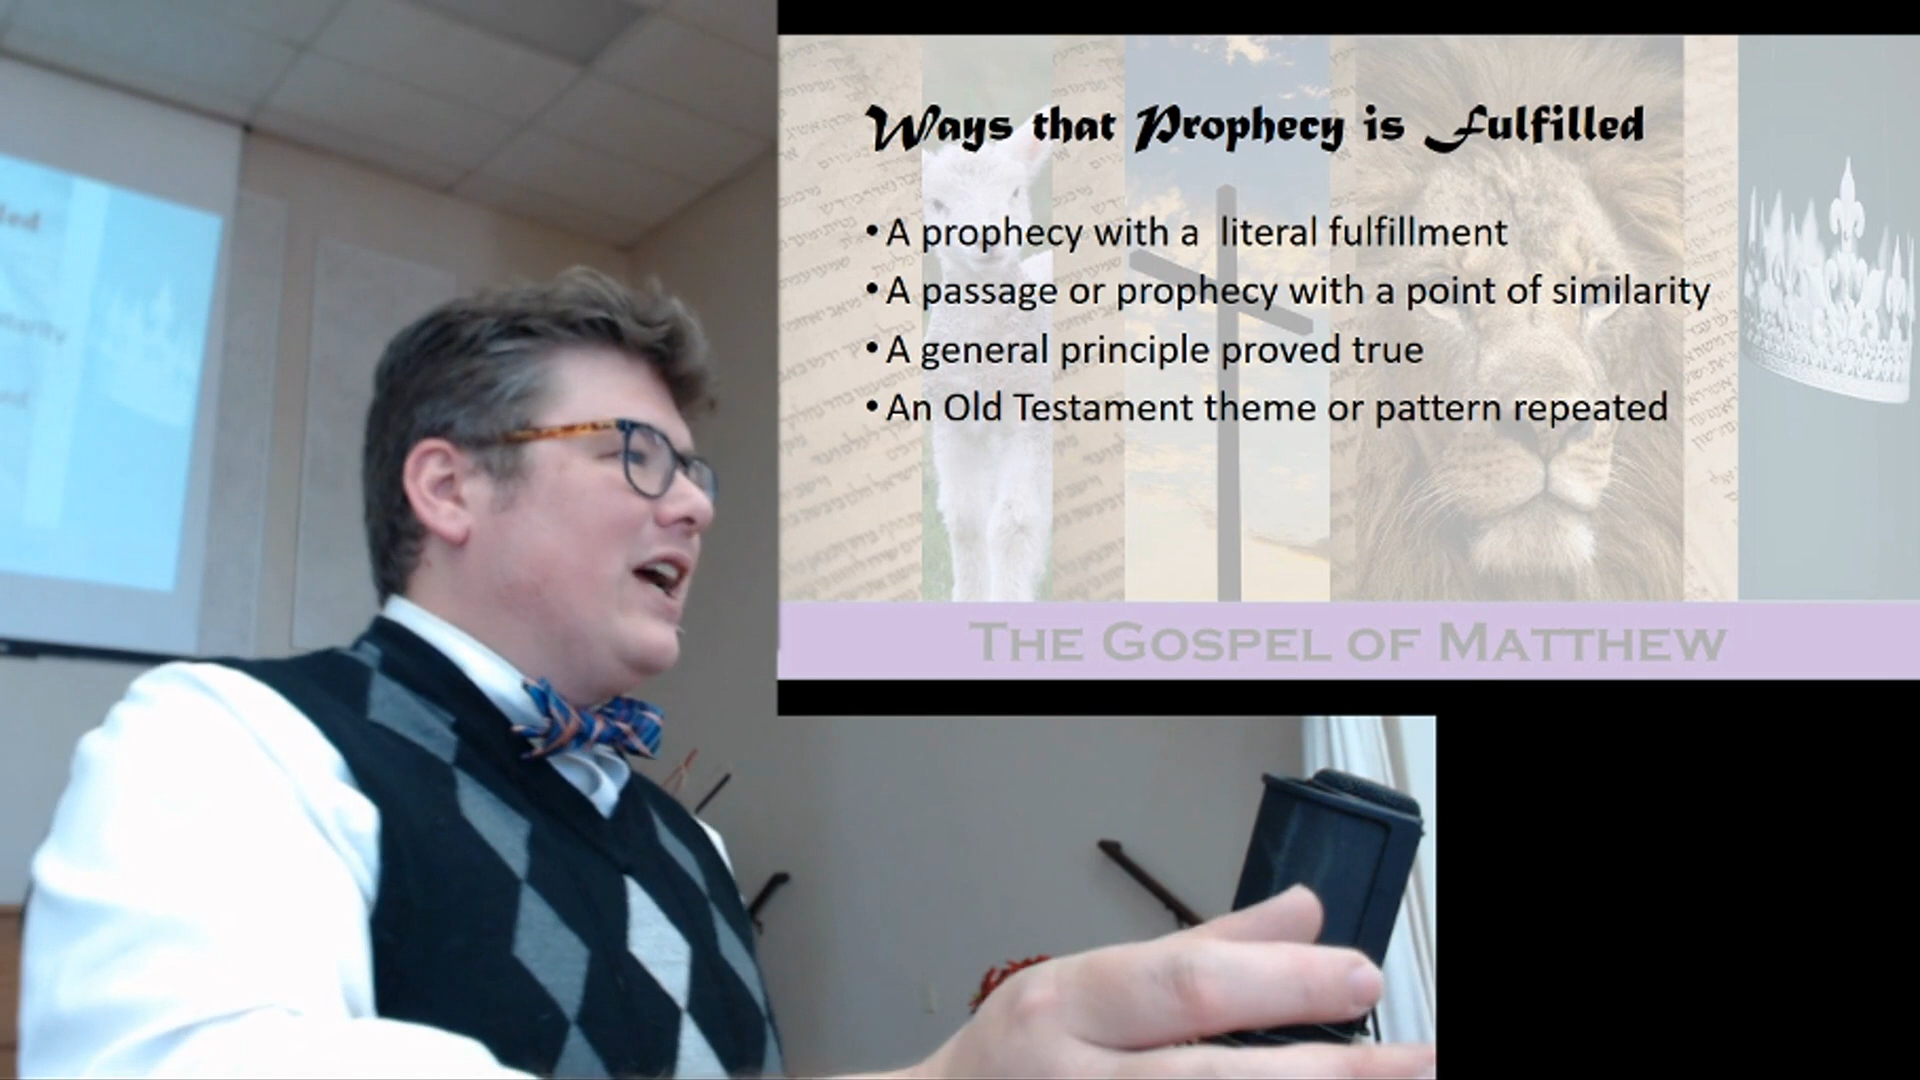 Ways that Prophecy is Fulfilled
• A prophecy with a literal fulfillment
• A passage or prophecy with a point of similarity
• A general principle proved true
• An Old Testament theme or pattern repeated
THE GOSPEL OF MATTHEW